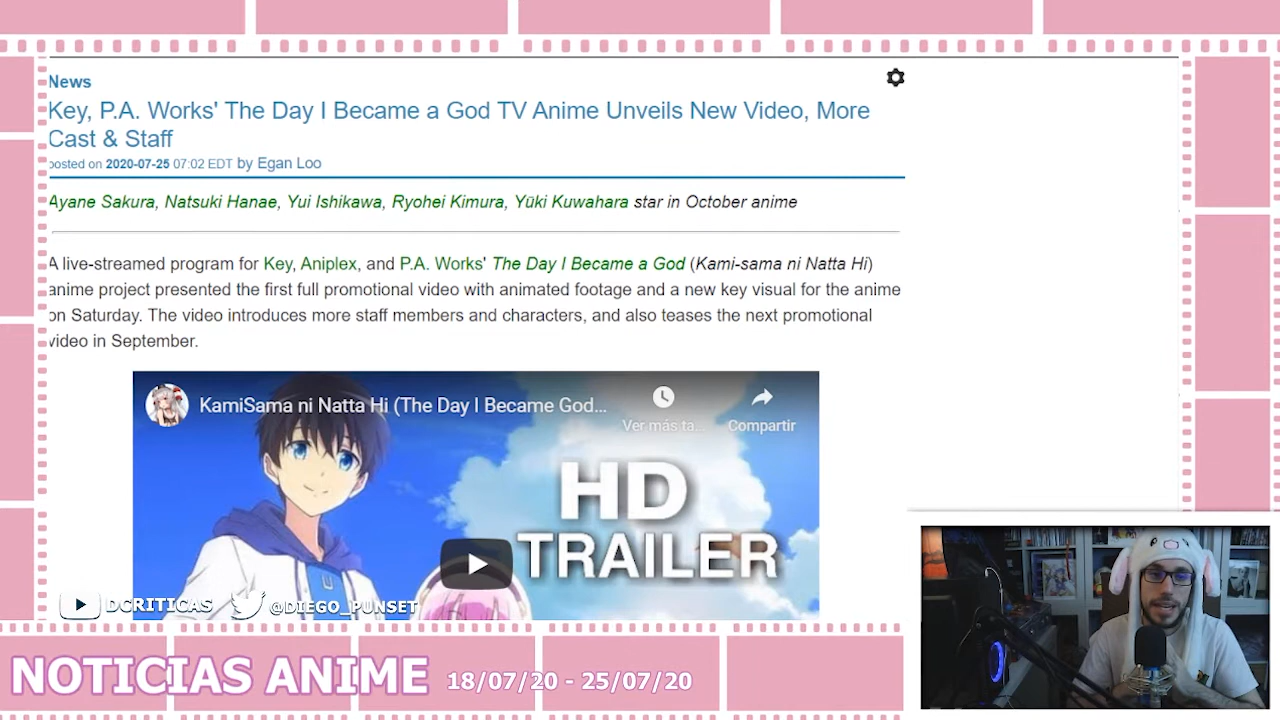 News
Key, P.A. Works' The Day I Became a God TV Anime Unveils New Video, More
Cast & Staff
posted on 2020-07-25 07:02 EDT by Egan Loo
Ayane Sakura, Natsuki Hanae, Yui Ishikawa, Ryohei Kimura, Yūki Kuwahara star in October anime
A live-streamed program for Key, Aniplex, and P.A. Works' The Day I Became a God (Kami-sama ni Natta Hi)
anime project presented the first full promotional video with animated footage and a new key visual for the anime
on Saturday. The video introduces more staff members and characters, and also teases the next promotional
video in September.
KamiSama ni Natta Hi (The Day I Became God...
Ver más ta...
Compartir
HD
TRAILER
DCRITICAS @DIEGO_PUNSET
NOTICIAS ANIME 18/07/20 - 25/07/20